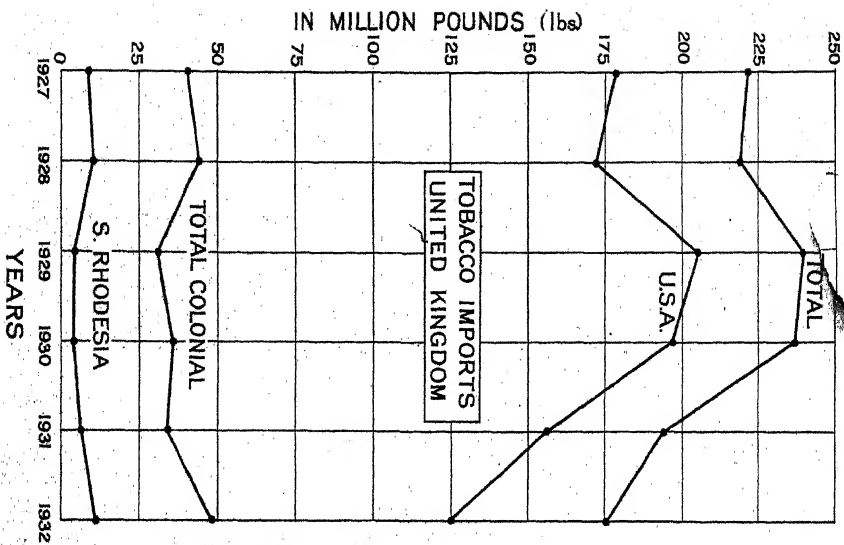 IN MILLION POUNDS (lbs)
0 25 50 75 100 125 150 175 200 225 250
TOBACCO IMPORTS
UNITED KINGDOM
TOTAL
U.S.A.
TOTAL COLONIAL
S. RHODESIA
1927 1928 1929 1930 1931 1932
YEARS